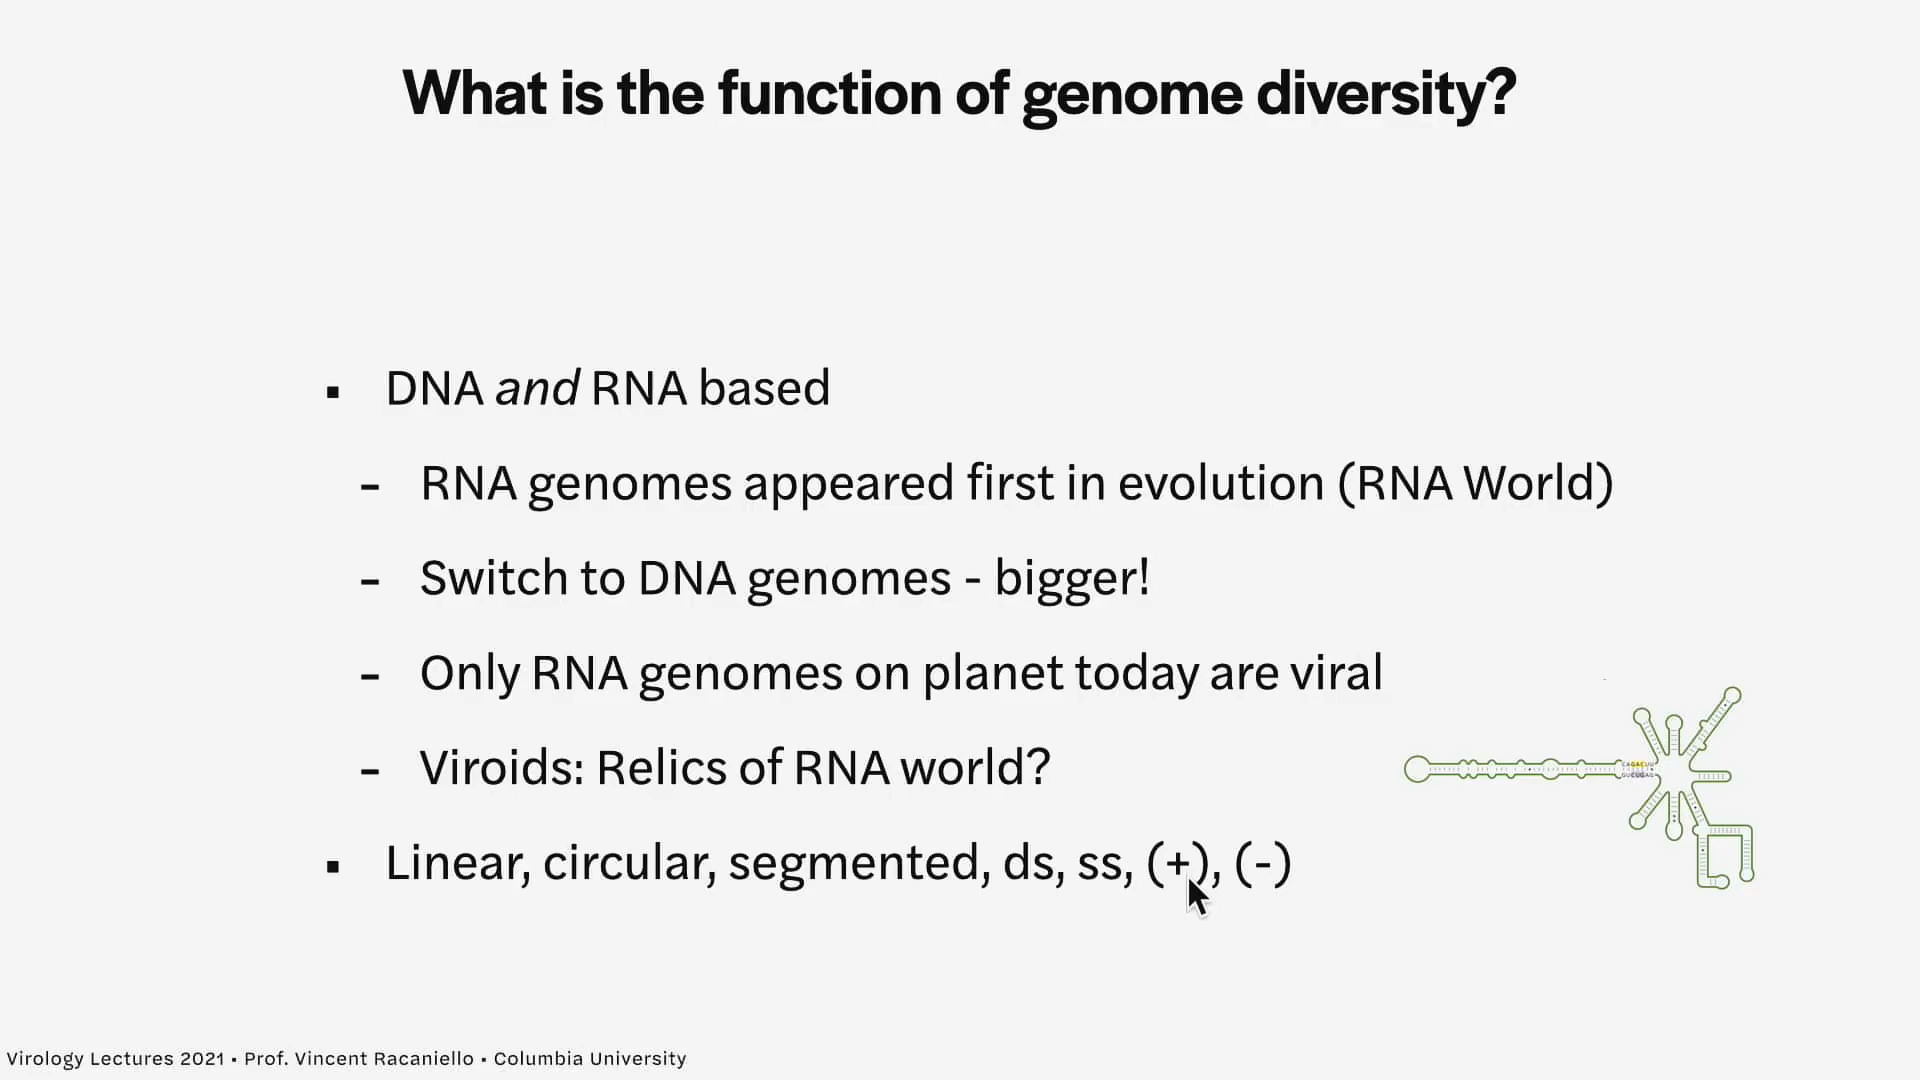 What is the function of genome diversity?
▪ DNA and RNA based
- RNA genomes appeared first in evolution (RNA World)
- Switch to DNA genomes - bigger!
- Only RNA genomes on planet today are viral
- Viroids: Relics of RNA world?
▪ Linear, circular, segmented, ds, ss, (+), (-)
Virology Lectures 2021 • Prof. Vincent Racaniello • Columbia University